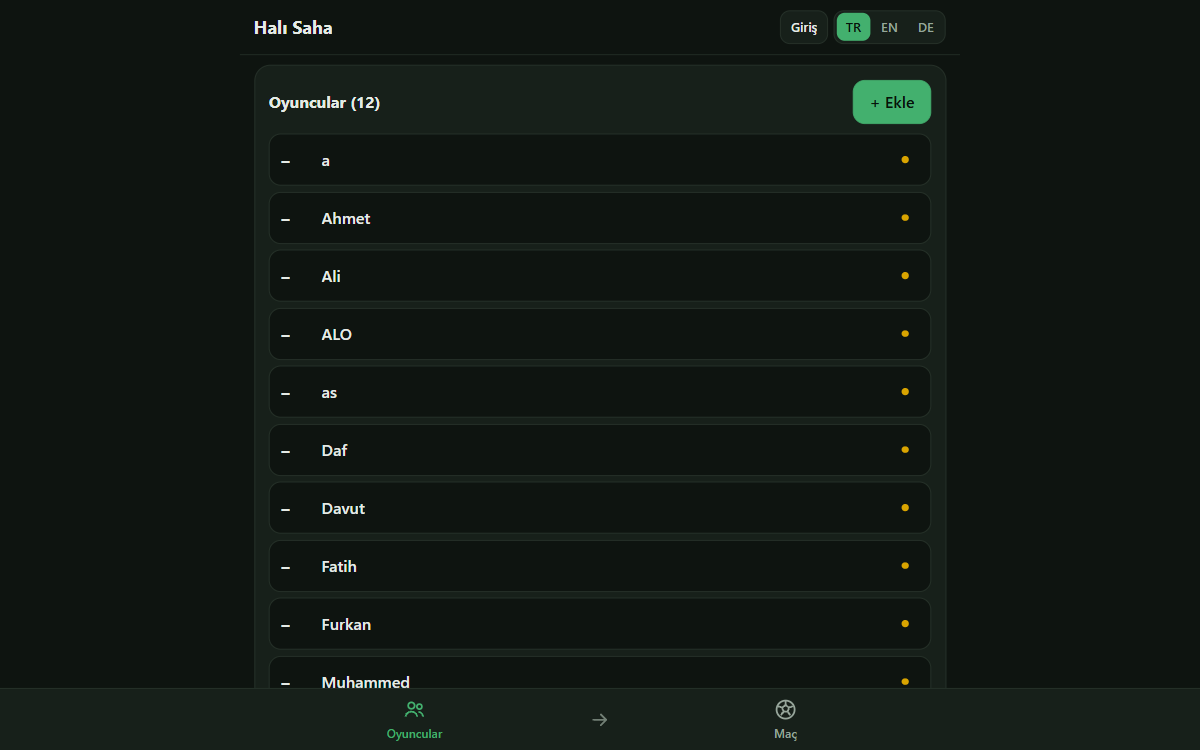 Halı Saha
Giriş TR EN DE
Oyuncular (12)
+ Ekle
– a
– Ahmet
– Ali
– ALO
– as
– Daf
– Davut
– Fatih
– Furkan
– Muhammed
Oyuncular
Maç